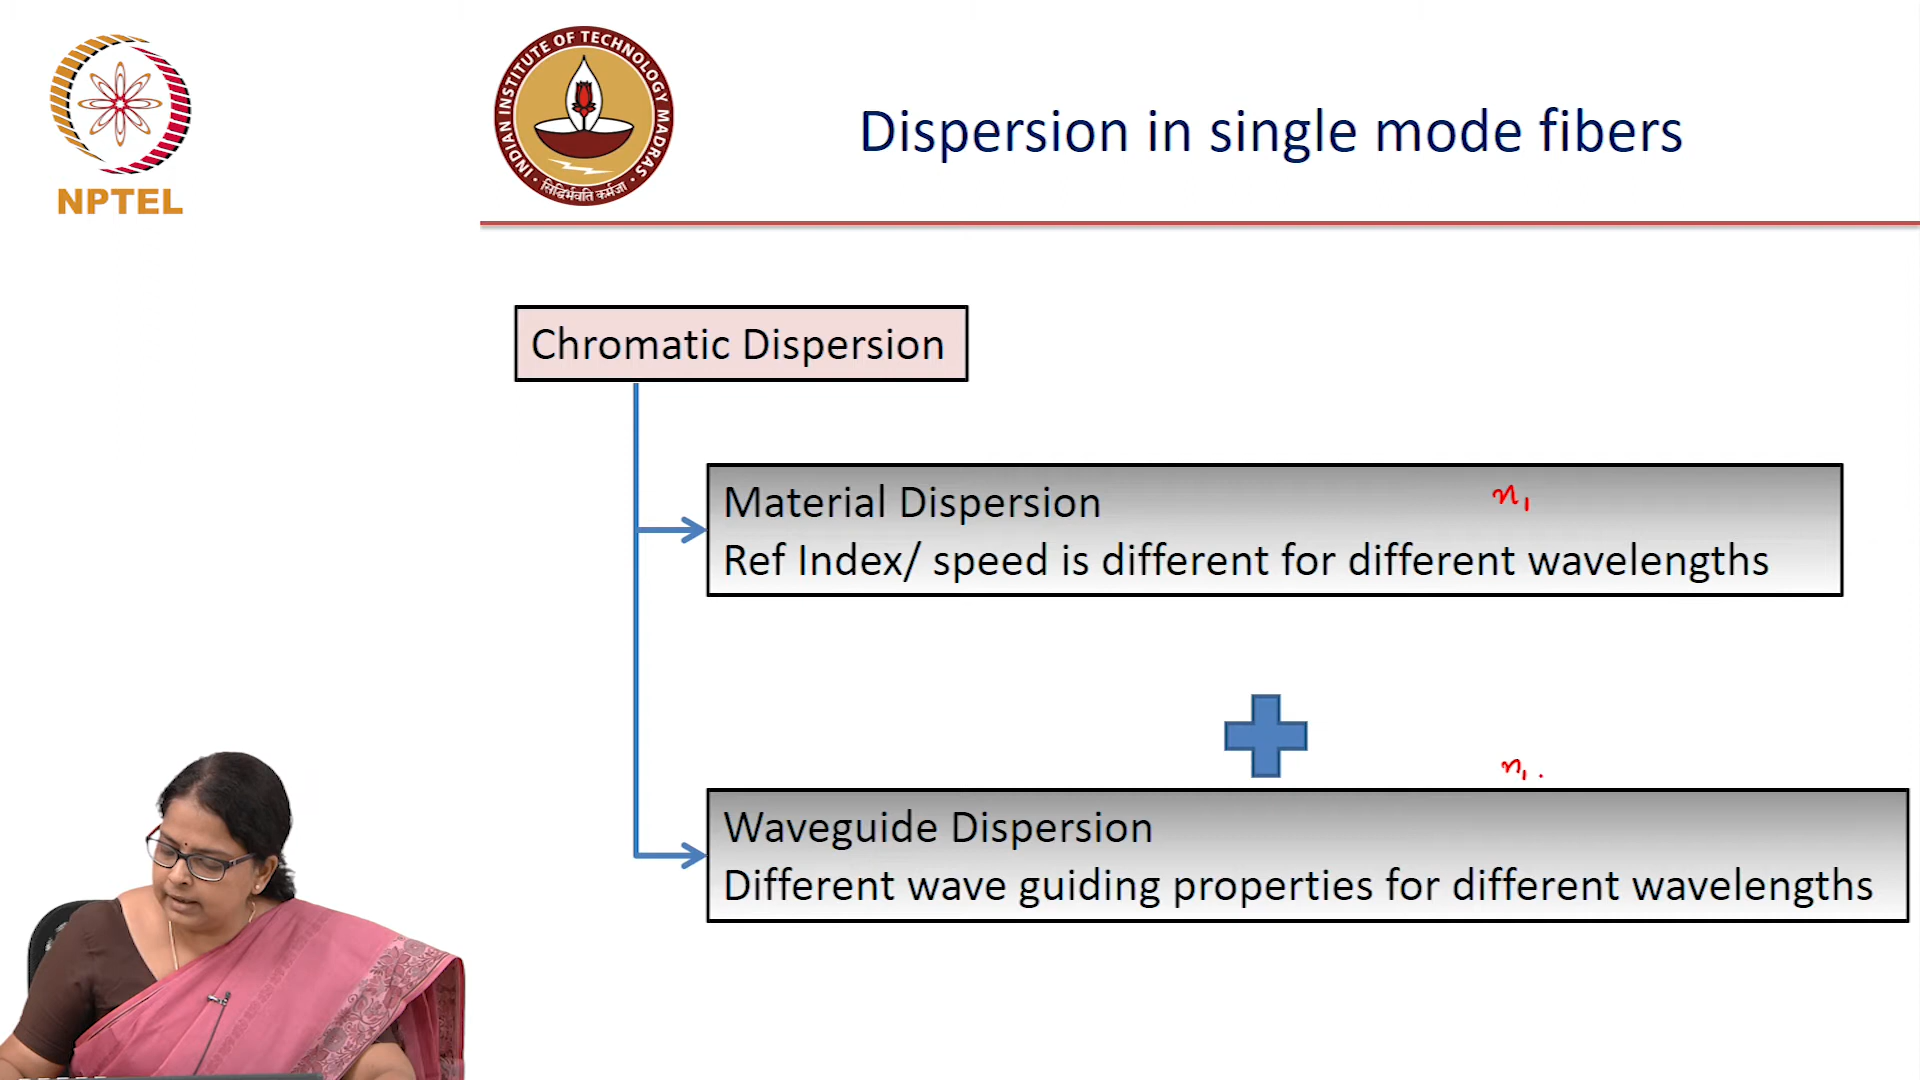 NPTEL
INDIAN INSTITUTE OF TECHNOLOGY MADRAS
सिद्धिर्भवति कर्मजा
Dispersion in single mode fibers
Chromatic Dispersion
Material Dispersion n₁
Ref Index/ speed is different for different wavelengths
n₁ .
Waveguide Dispersion
Different wave guiding properties for different wavelengths